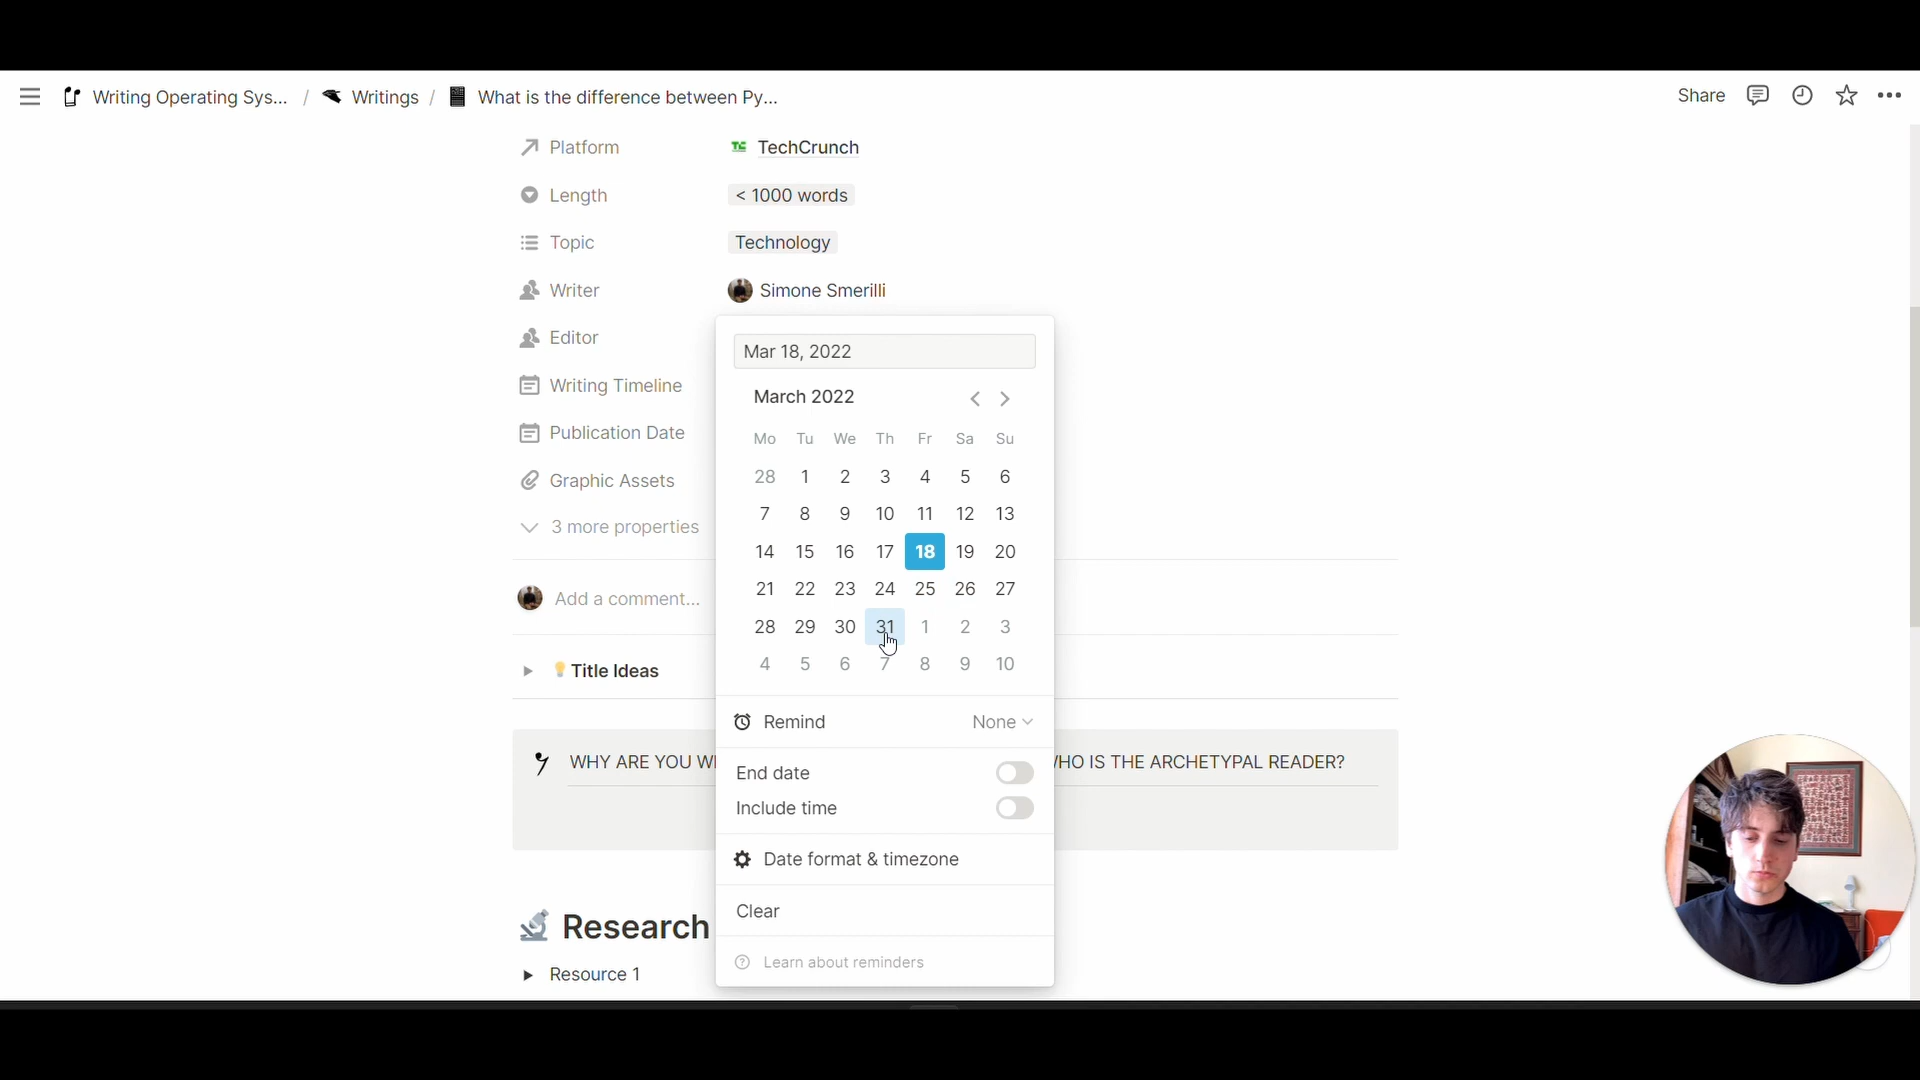 Writing Operating Sys... / Writings / What is the difference between Py...
Share
Platform TechCrunch
Length < 1000 words
Topic Technology
Writer Simone Smerilli
Editor
Mar 18, 2022
Writing Timeline
March 2022
Publication Date
Mo Tu We Th Fr Sa Su
Graphic Assets
28 1 2 3 4 5 6
7 8 9 10 11 12 13
3 more properties
14 15 16 17 18 19 20
21 22 23 24 25 26 27
Add a comment...
28 29 30 31 1 2 3
4 5 6 7 8 9 10
Title Ideas
Remind None
WHY ARE YOU WHO IS THE ARCHETYPAL READER?
End date
Include time
Date format & timezone
Clear
Research
Learn about reminders
Resource 1